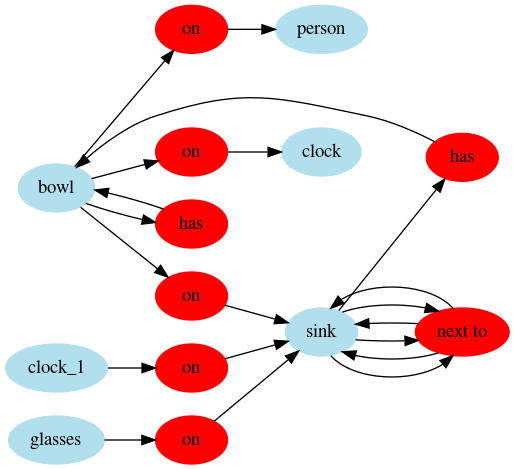 on
person
on
clock
has
bowl
has
on
sink
next to
clock_1
on
glasses
on